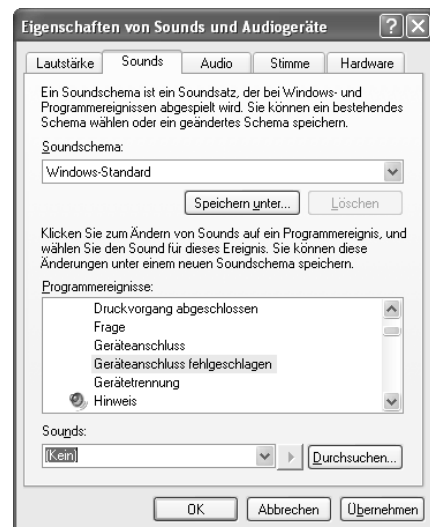 Eigenschaften von Sounds und Audiogeräte
Lautstärke Sounds Audio Stimme Hardware
Ein Soundschema ist ein Soundsatz, der bei Windows- und
Programmereignissen abgespielt wird. Sie können ein bestehendes
Schema wählen oder ein geändertes Schema speichern.
Soundschema:
Windows-Standard
Speichern unter... Löschen
Klicken Sie zum Ändern von Sounds auf ein Programmereignis, und
wählen Sie den Sound für dieses Ereignis. Sie können diese
Änderungen unter einem neuen Soundschema speichern.
Programmereignisse:
Druckvorgang abgeschlossen
Frage
Geräteanschluss
Geräteanschluss fehlgeschlagen
Gerätetrennung
Hinweis
Sounds:
(Kein) Durchsuchen...
OK Abbrechen Übernehmen